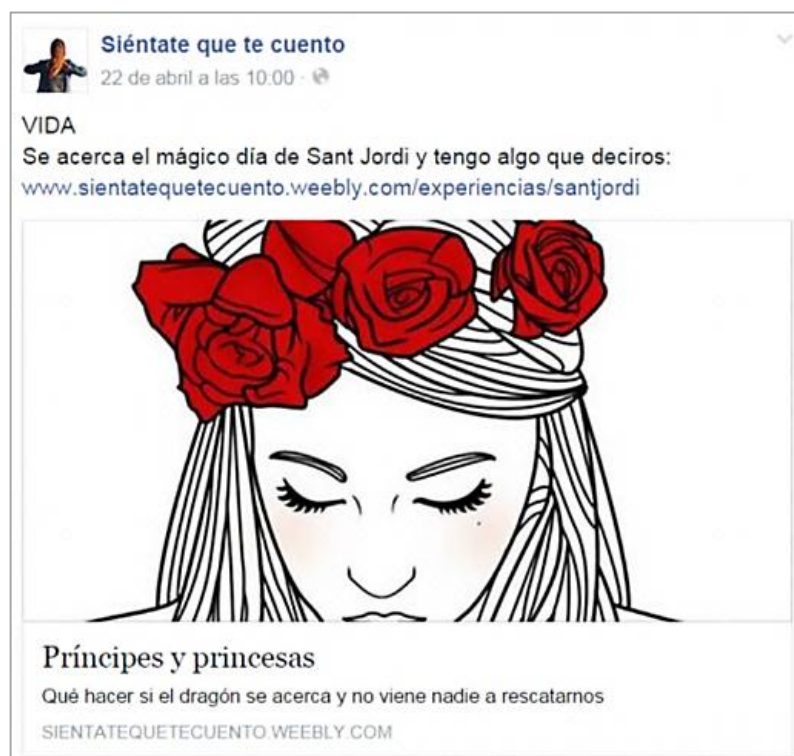 Siéntate que te cuento
22 de abril a las 10:00 ·
VIDA
Se acerca el mágico día de Sant Jordi y tengo algo que deciros:
www.sientatequetecuento.weebly.com/experiencias/santjordi
Príncipes y princesas
Qué hacer si el dragón se acerca y no viene nadie a rescatarnos
SIENTATEQUETECUENTO.WEEBLY.COM